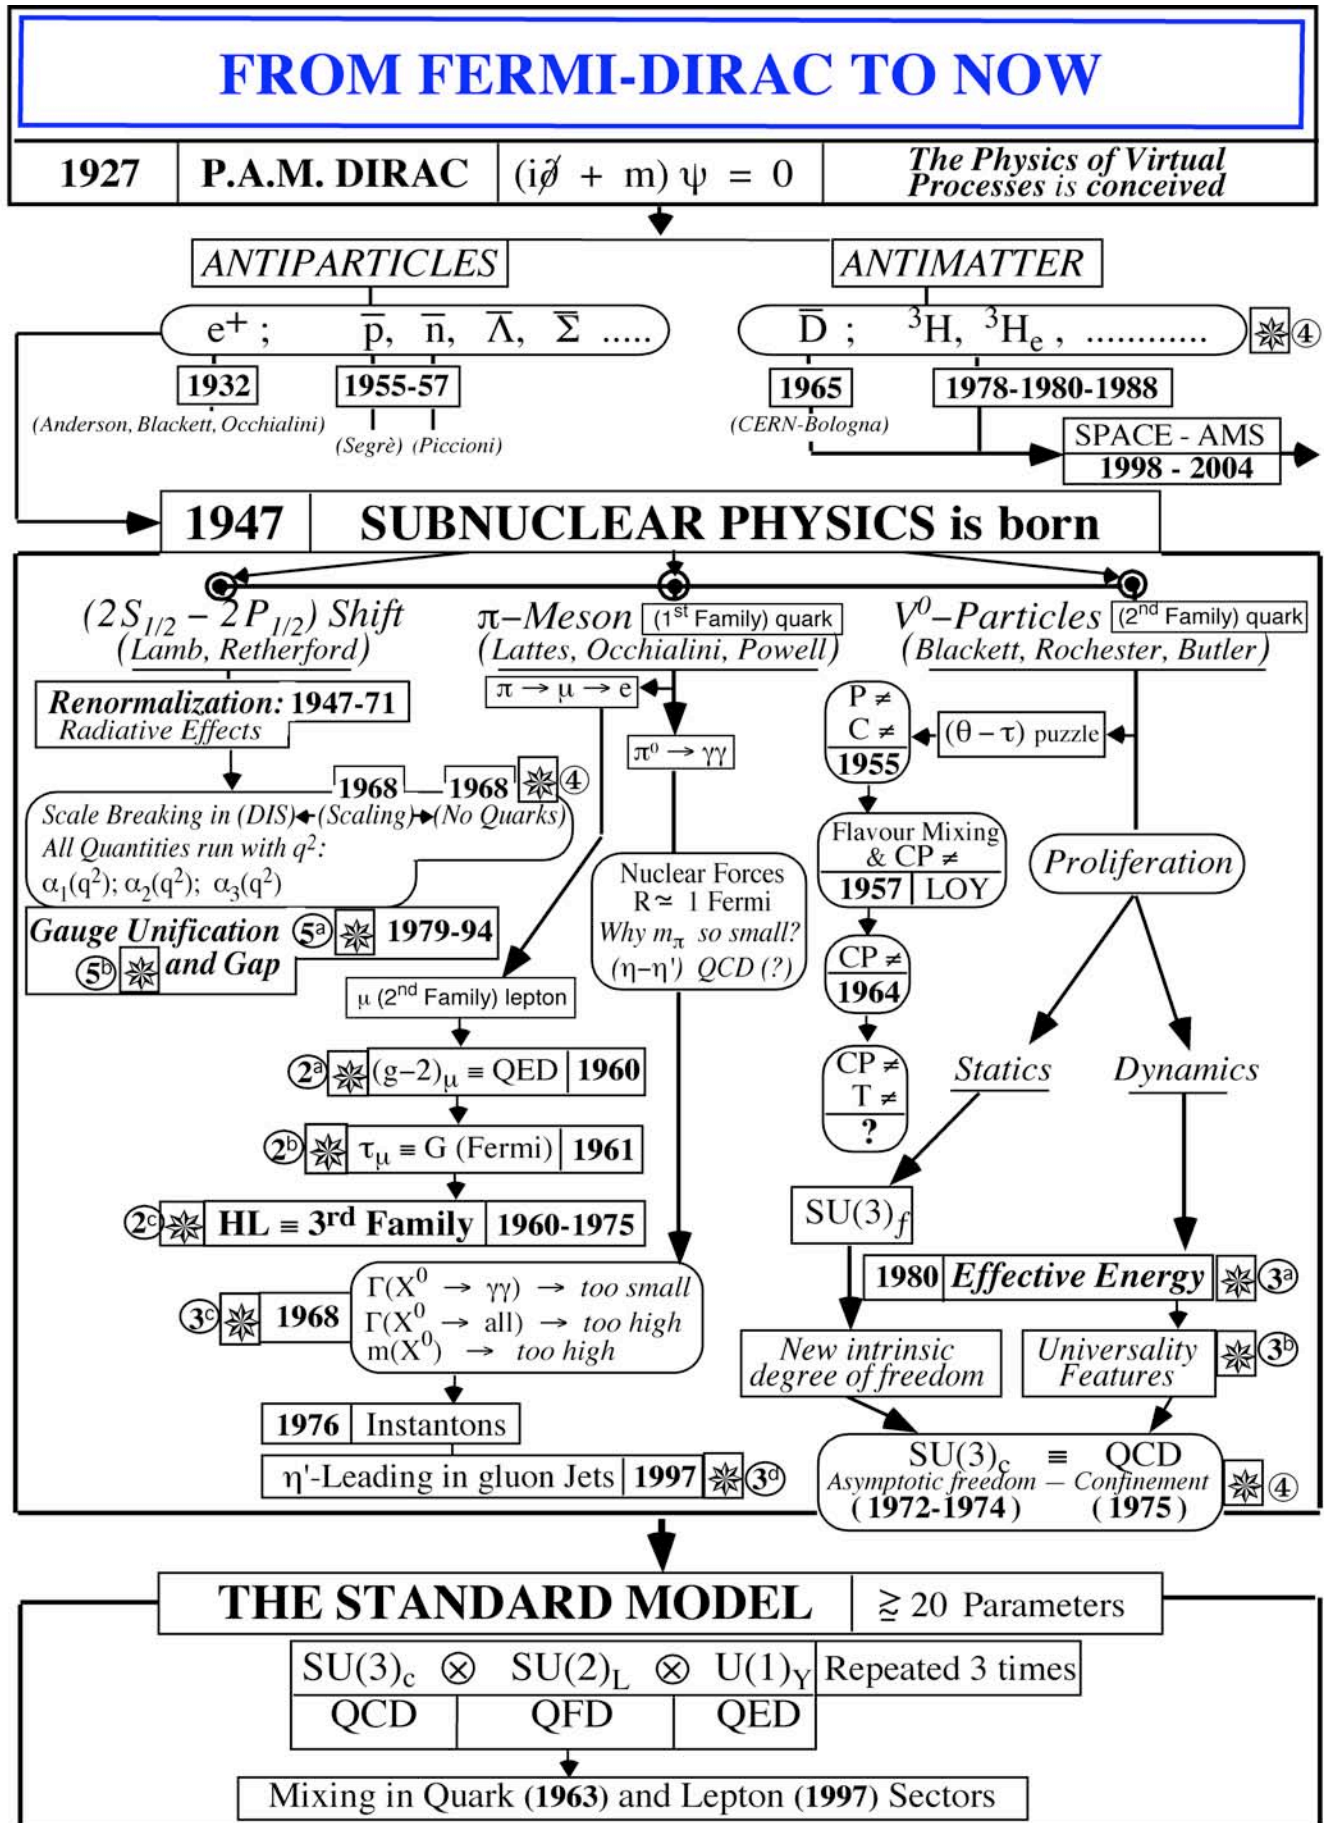 FROM FERMI-DIRAC TO NOW
1927 P.A.M. DIRAC (i∂̸ + m) ψ = 0 The Physics of Virtual
Processes is conceived
ANTIPARTICLES ANTIMATTER
e⁺ ; p̅, n̅, Λ̅, Σ̅ ..... D̅ ; ³H, ³Hₑ , ............ ④
1932 1955-57 1965 1978-1980-1988
(Anderson, Blackett, Occhialini) (Segrè) (Piccioni) (CERN-Bologna)
SPACE - AMS
1998 - 2004
1947 SUBNUCLEAR PHYSICS is born
(2S1/2 – 2P1/2) Shift
(Lamb, Retherford)
Renormalization: 1947-71
Radiative Effects
1968 1968 ④
Scale Breaking in (DIS) (Scaling) (No Quarks)
All Quantities run with q²:
α₁(q²); α₂(q²); α₃(q²)
Gauge Unification 5ᵃ 1979-94
5ᵇ and Gap
π–Meson (1st Family) quark
(Lattes, Occhialini, Powell)
π → μ → e
π⁰ → γγ
Nuclear Forces
R ≃ 1 Fermi
Why mπ so small?
(η–η') QCD (?)
μ (2nd Family) lepton
2ᵃ (g–2)μ ≡ QED 1960
2ᵇ τμ ≡ G (Fermi) 1961
2ᶜ HL ≡ 3rd Family 1960-1975
Γ(X⁰ → γγ) → too small
3ᶜ 1968 Γ(X⁰ → all) → too high
m(X⁰) → too high
1976 Instantons
η'-Leading in gluon Jets 1997 3ᵈ
V⁰–Particles (2nd Family) quark
(Blackett, Rochester, Butler)
P ≠
C ≠ (θ – τ) puzzle
1955
Flavour Mixing
& CP ≠
1957 LOY
Proliferation
CP ≠
1964
CP ≠
T ≠
?
Statics Dynamics
SU(3)f
1980 Effective Energy 3ᵃ
New intrinsic
degree of freedom
Universality
Features 3ᵇ
SU(3)c ≡ QCD
Asymptotic freedom – Confinement
(1972-1974) (1975) ④
THE STANDARD MODEL ≧ 20 Parameters
SU(3)c ⊗ SU(2)L ⊗ U(1)Y Repeated 3 times
QCD QFD QED
Mixing in Quark (1963) and Lepton (1997) Sectors